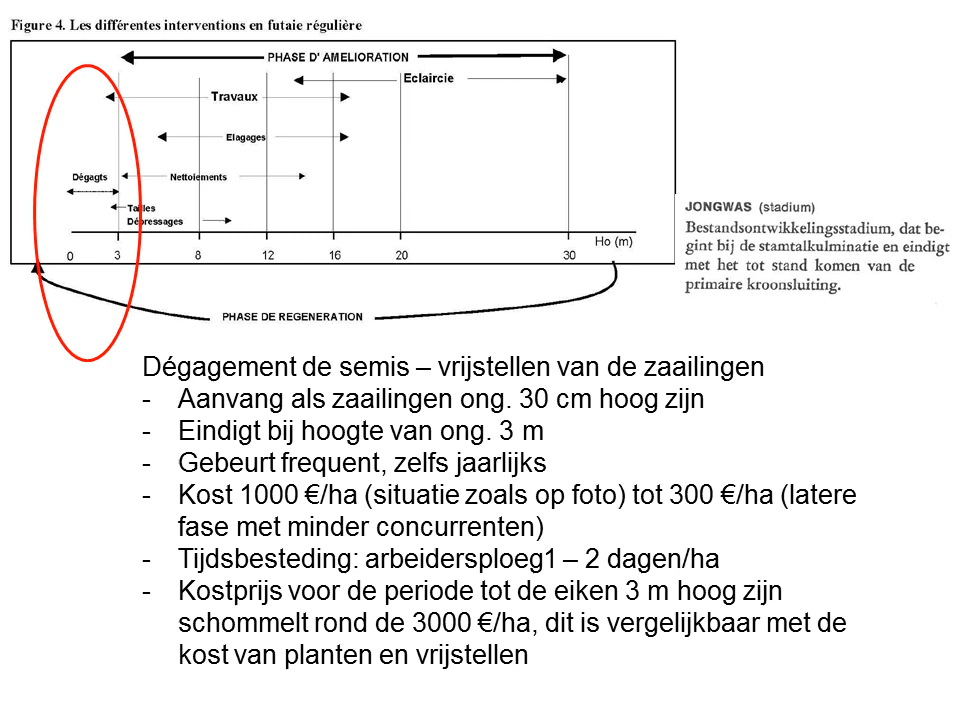 Figure 4. Les différentes interventions en futaie régulière
PHASE D' AMELIORATION
Eclaircie
Travaux
Elagages
Dégagts
Nettoiements
Tailles
Dépressages
Ho (m)
0 3 8 12 16 20 30
PHASE DE REGENERATION
JONGWAS (stadium)
Bestandsontwikkelingsstadium, dat be-
gint bij de stamtalkulminatie en eindigt
met het tot stand komen van de
primaire kroonsluiting.
Dégagement de semis – vrijstellen van de zaailingen
- Aanvang als zaailingen ong. 30 cm hoog zijn
- Eindigt bij hoogte van ong. 3 m
- Gebeurt frequent, zelfs jaarlijks
- Kost 1000 €/ha (situatie zoals op foto) tot 300 €/ha (latere
fase met minder concurrenten)
- Tijdsbesteding: arbeidersploeg1 – 2 dagen/ha
- Kostprijs voor de periode tot de eiken 3 m hoog zijn
schommelt rond de 3000 €/ha, dit is vergelijkbaar met de
kost van planten en vrijstellen